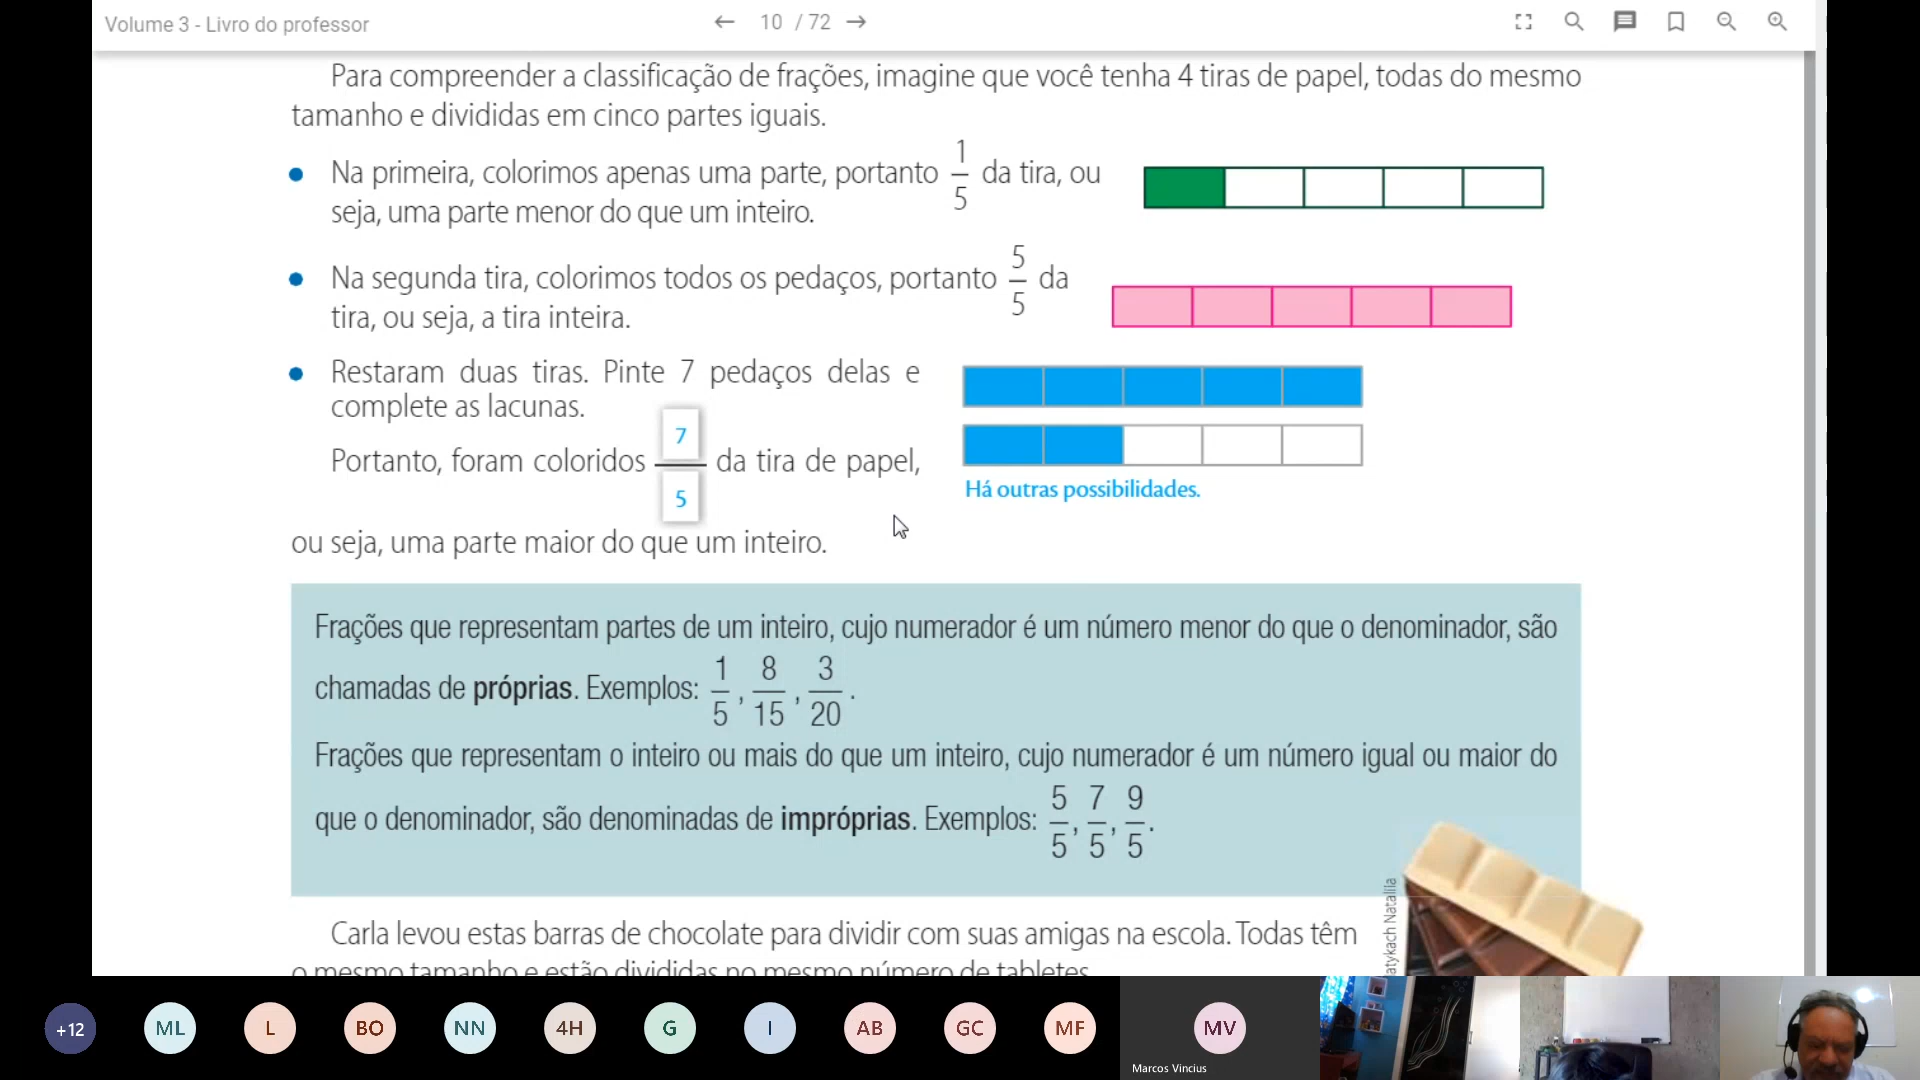 Volume 3 - Livro do professor
10 / 72
Para compreender a classificação de frações, imagine que você tenha 4 tiras de papel, todas do mesmo
tamanho e divididas em cinco partes iguais.
Na primeira, colorimos apenas uma parte, portanto 1/5 da tira, ou
seja, uma parte menor do que um inteiro.
Na segunda tira, colorimos todos os pedaços, portanto 5/5 da
tira, ou seja, a tira inteira.
Restaram duas tiras. Pinte 7 pedaços delas e
complete as lacunas.
Portanto, foram coloridos 7/5 da tira de papel,
Há outras possibilidades.
ou seja, uma parte maior do que um inteiro.
Frações que representam partes de um inteiro, cujo numerador é um número menor do que o denominador, são
chamadas de próprias. Exemplos: 1/5, 8/15, 3/20.
Frações que representam o inteiro ou mais do que um inteiro, cujo numerador é um número igual ou maior do
que o denominador, são denominadas de impróprias. Exemplos: 5/5, 7/5, 9/5.
Carla levou estas barras de chocolate para dividir com suas amigas na escola. Todas têm
o mesmo tamanho e estão divididas no mesmo número de tabletes
+12
ML
L
BO
NN
4H
G
I
AB
GC
MF
MV
Marcos Vincius